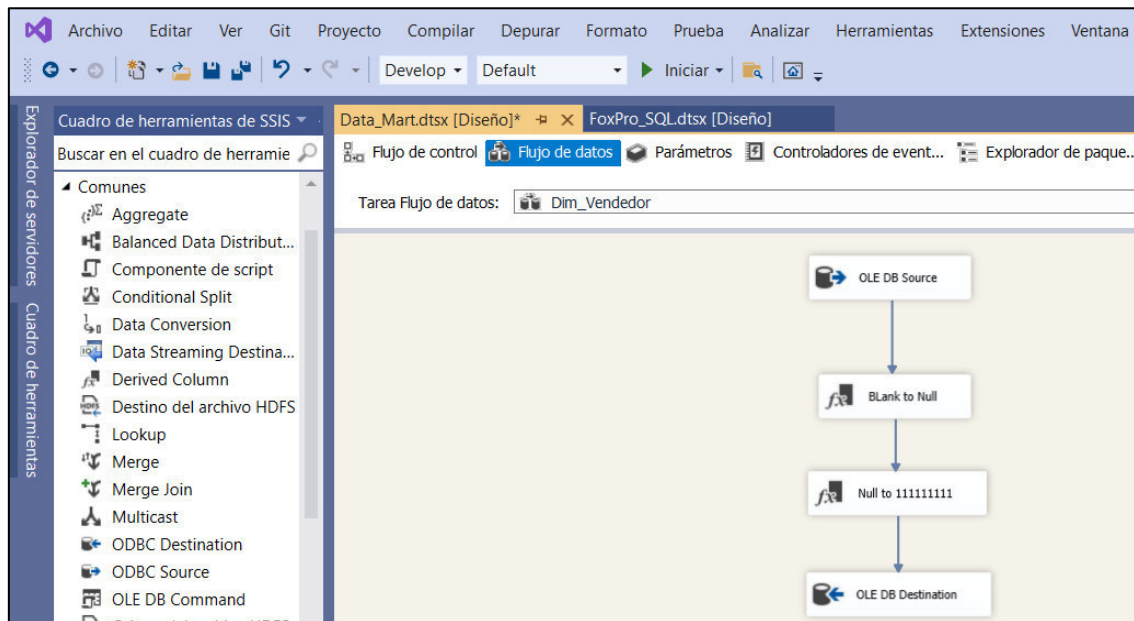 Archivo Editar Ver Git Proyecto Compilar Depurar Formato Prueba Analizar Herramientas Extensiones Ventana
Develop Default Iniciar
Explorador de servidores
Cuadro de herramientas
Cuadro de herramientas de SSIS
Buscar en el cuadro de herramie
Comunes
Aggregate
Balanced Data Distribut...
Componente de script
Conditional Split
Data Conversion
Data Streaming Destina...
Derived Column
Destino del archivo HDFS
Lookup
Merge
Merge Join
Multicast
ODBC Destination
ODBC Source
OLE DB Command
Data_Mart.dtsx [Diseño]* FoxPro_SQL.dtsx [Diseño]
Flujo de control Flujo de datos Parámetros Controladores de event... Explorador de paque...
Tarea Flujo de datos: Dim_Vendedor
OLE DB Source
BLank to Null
Null to 111111111
OLE DB Destination